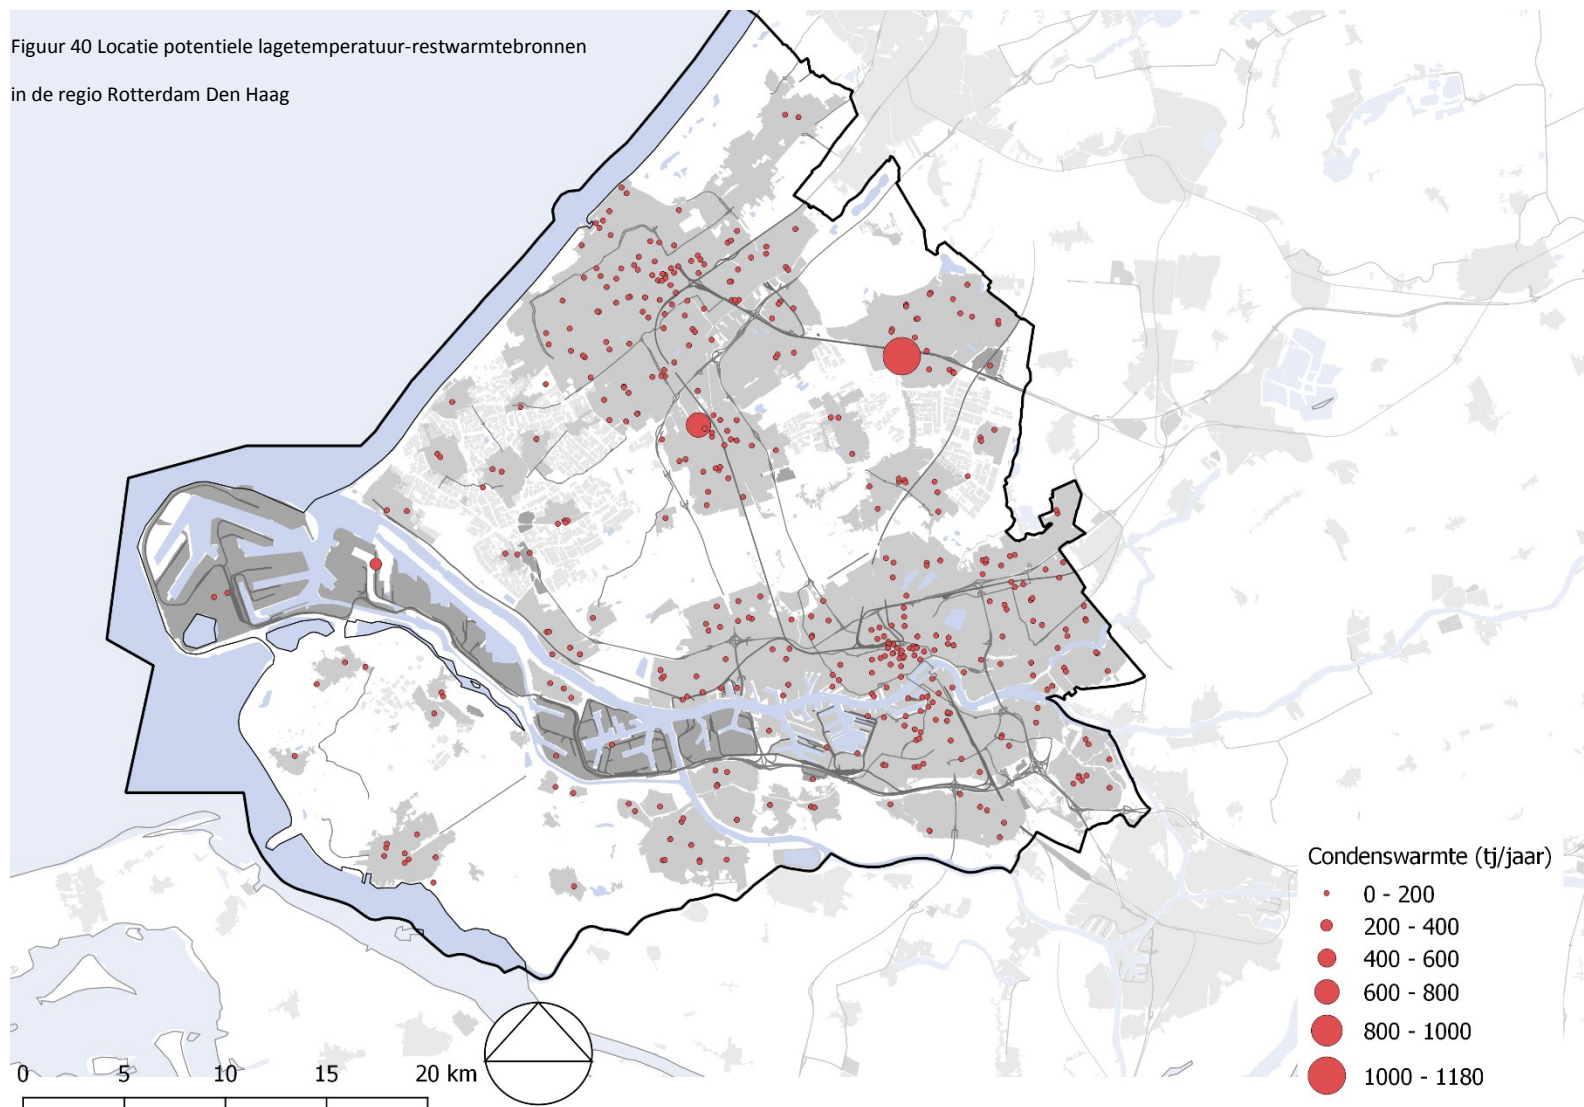 Figuur 40 Locatie potentiele lagetemperatuur-restwarmtebronnen
in de regio Rotterdam Den Haag
Condenswarmte (tj/jaar)
0 - 200
200 - 400
400 - 600
600 - 800
800 - 1000
1000 - 1180
0 5 10 15 20 km